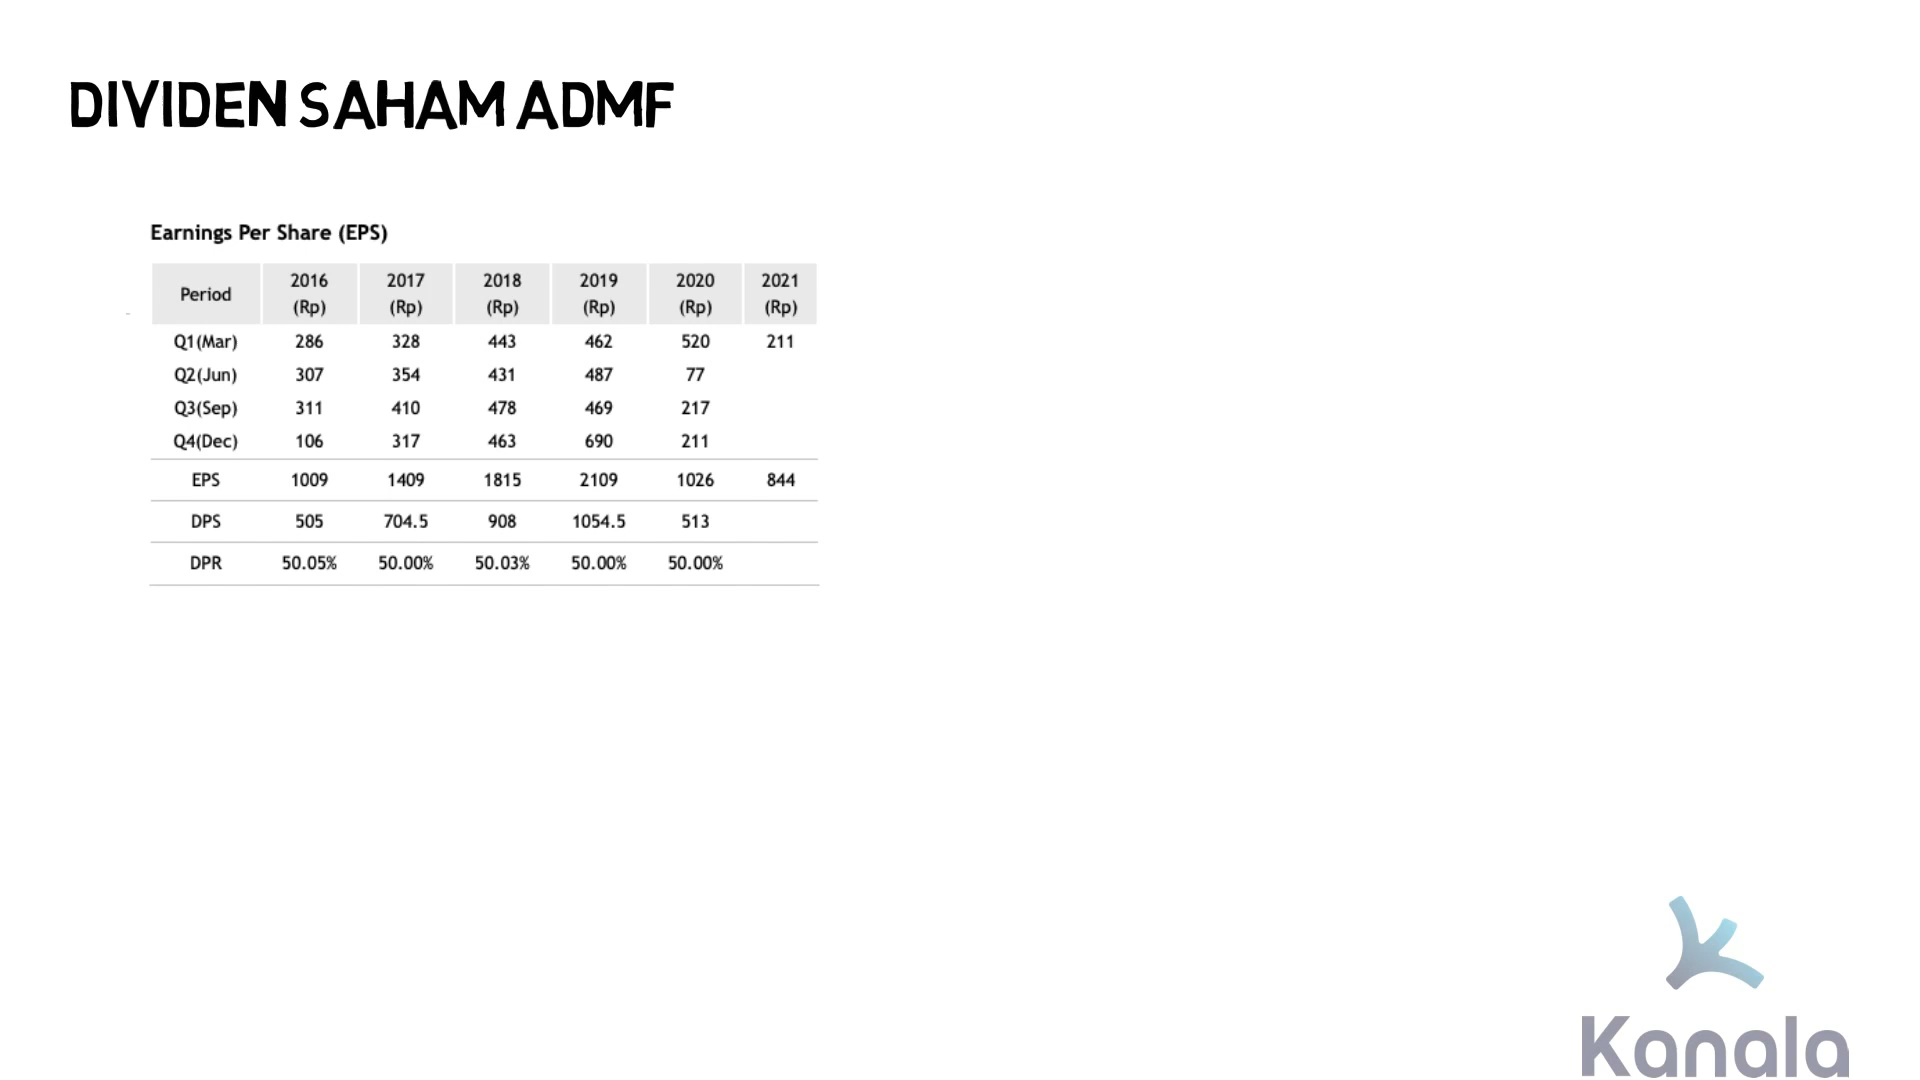 DIVIDEN SAHAM ADMF
Earnings Per Share (EPS)
Period 2016 (Rp) 2017 (Rp) 2018 (Rp) 2019 (Rp) 2020 (Rp) 2021 (Rp)
Q1(Mar) 286 328 443 462 520 211
Q2(Jun) 307 354 431 487 77
Q3(Sep) 311 410 478 469 217
Q4(Dec) 106 317 463 690 211
EPS 1009 1409 1815 2109 1026 844
DPS 505 704.5 908 1054.5 513
DPR 50.05% 50.00% 50.03% 50.00% 50.00%
Kanala